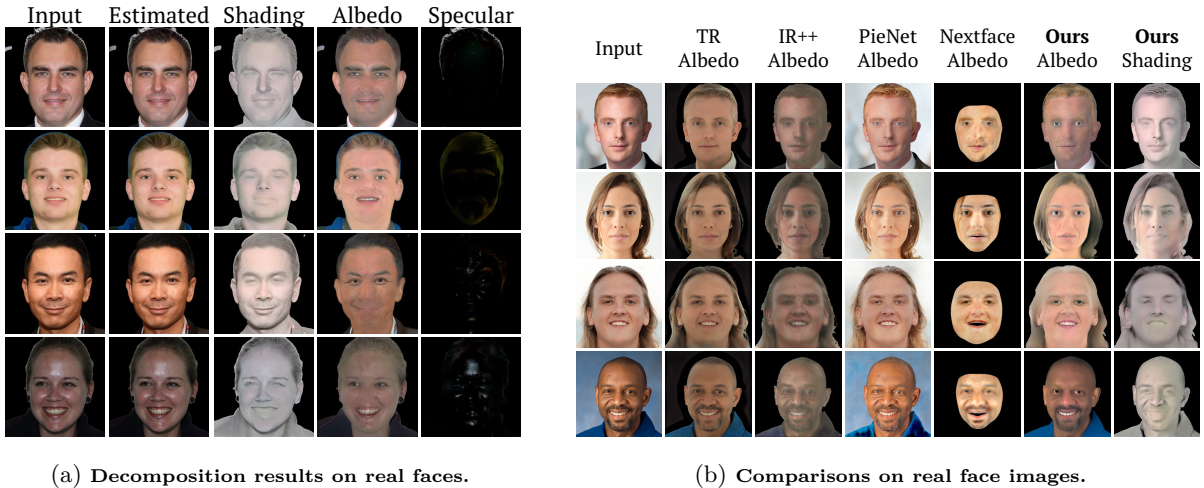 Input Estimated Shading Albedo Specular
Input TR Albedo IR++ Albedo PieNet Albedo Nextface Albedo Ours Albedo Ours Shading
(a) Decomposition results on real faces.
(b) Comparisons on real face images.